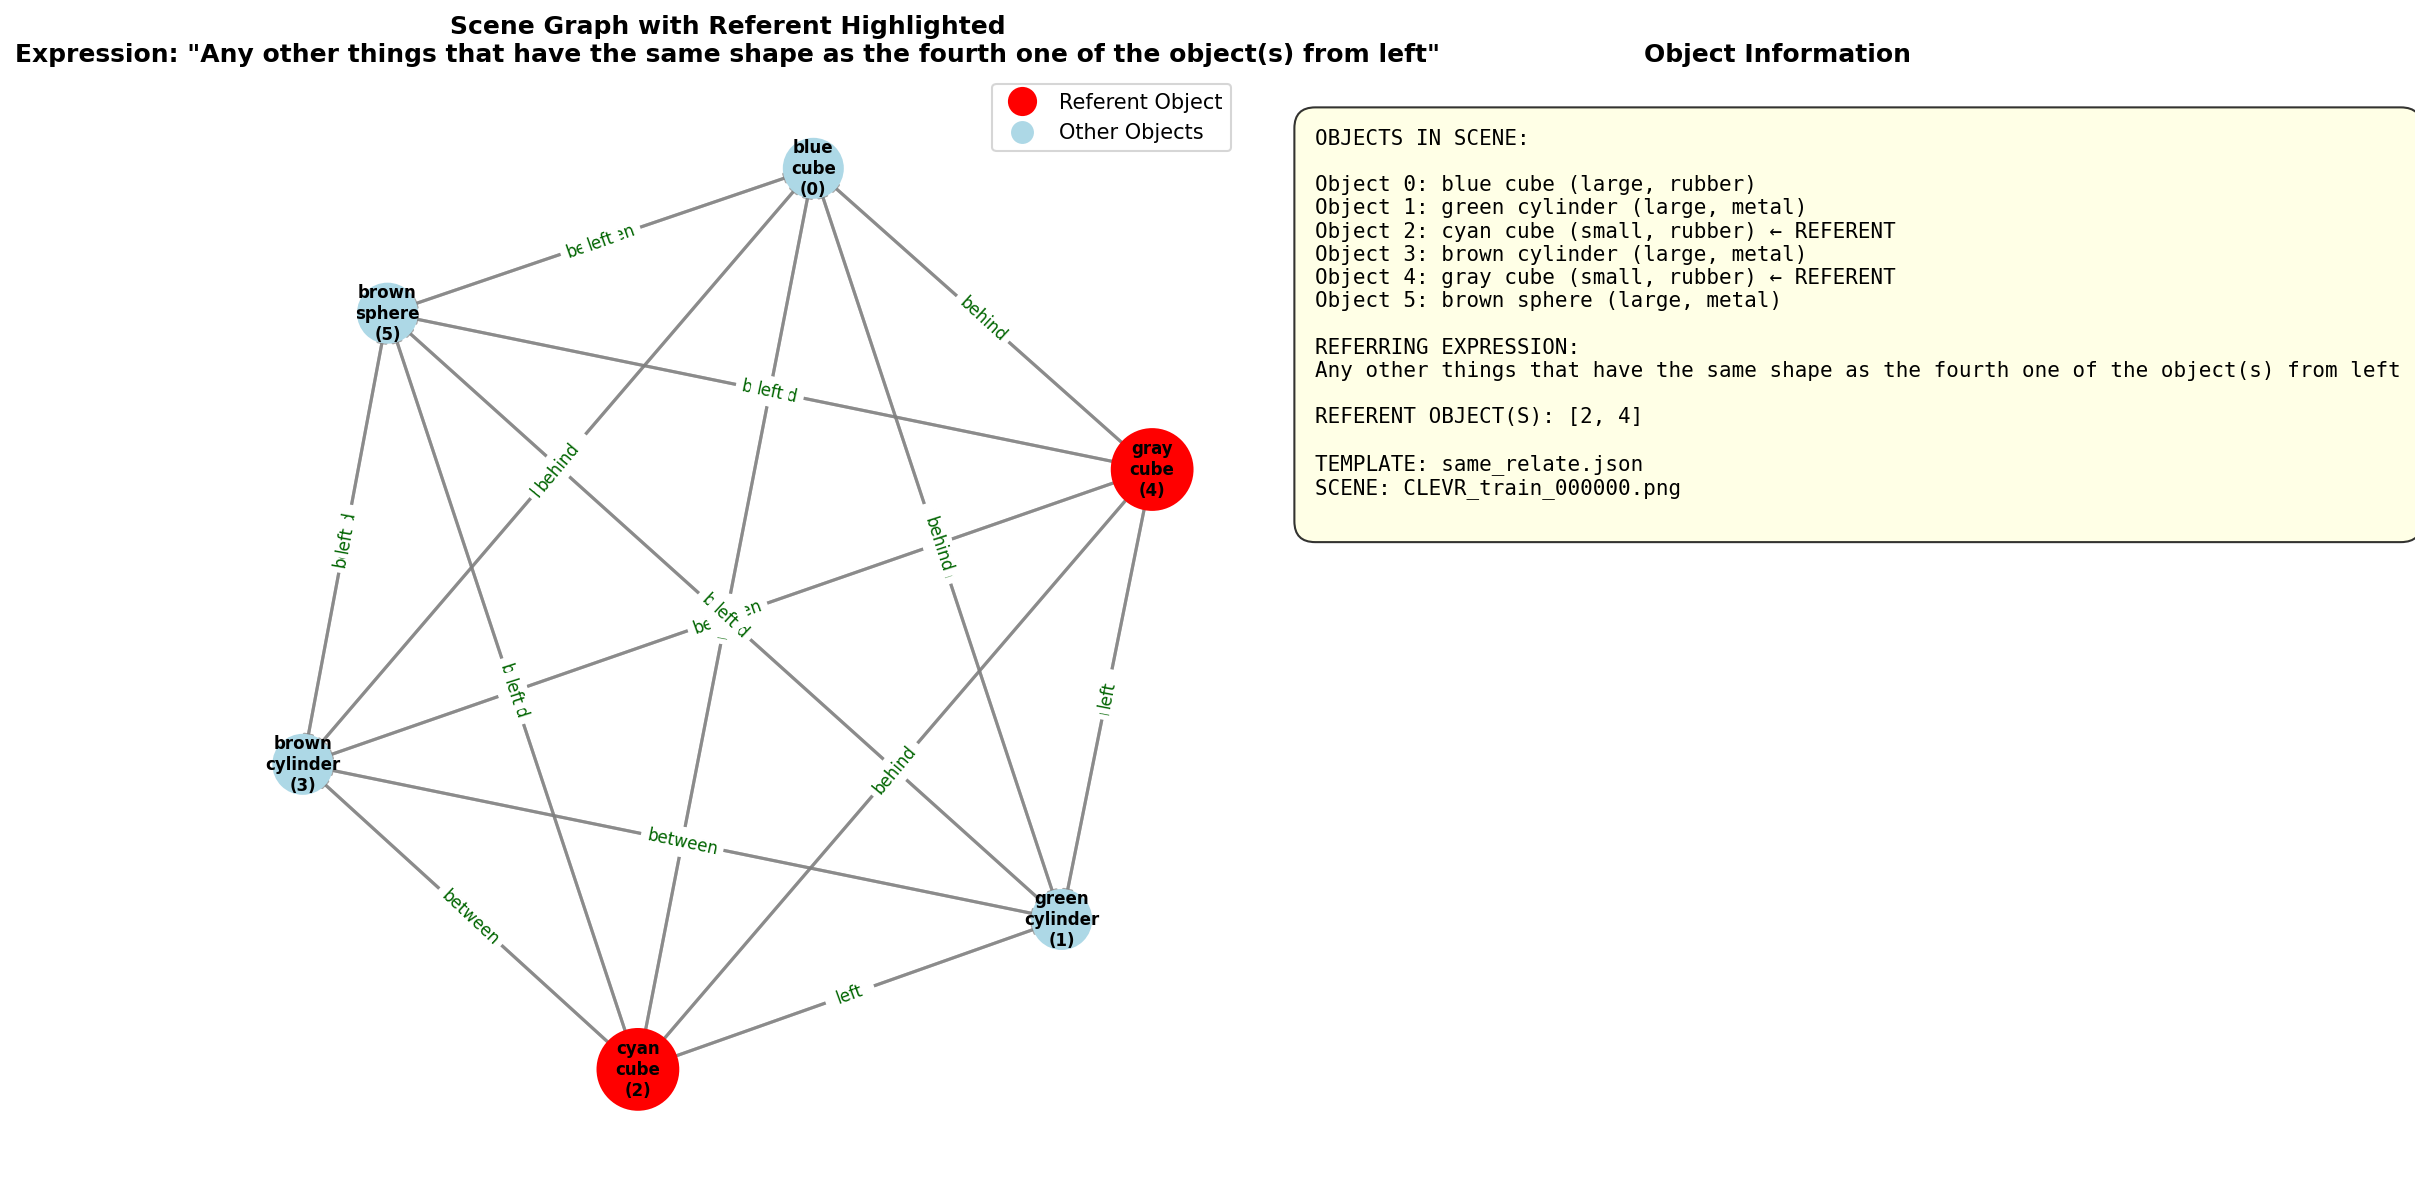 Scene Graph with Referent Highlighted
Expression: "Any other things that have the same shape as the fourth one of the object(s) from left"
Object Information
Referent Object
Other Objects
blue
cube
(0)
brown
sphere
(5)
gray
cube
(4)
brown
cylinder
(3)
green
cylinder
(1)
cyan
cube
(2)
left
behind
left
behind
left
behind
left
left
left
behind
between
between
left
OBJECTS IN SCENE:
Object 0: blue cube (large, rubber)
Object 1: green cylinder (large, metal)
Object 2: cyan cube (small, rubber) ← REFERENT
Object 3: brown cylinder (large, metal)
Object 4: gray cube (small, rubber) ← REFERENT
Object 5: brown sphere (large, metal)
REFERRING EXPRESSION:
Any other things that have the same shape as the fourth one of the object(s) from left
REFERENT OBJECT(S): [2, 4]
TEMPLATE: same_relate.json
SCENE: CLEVR_train_000000.png